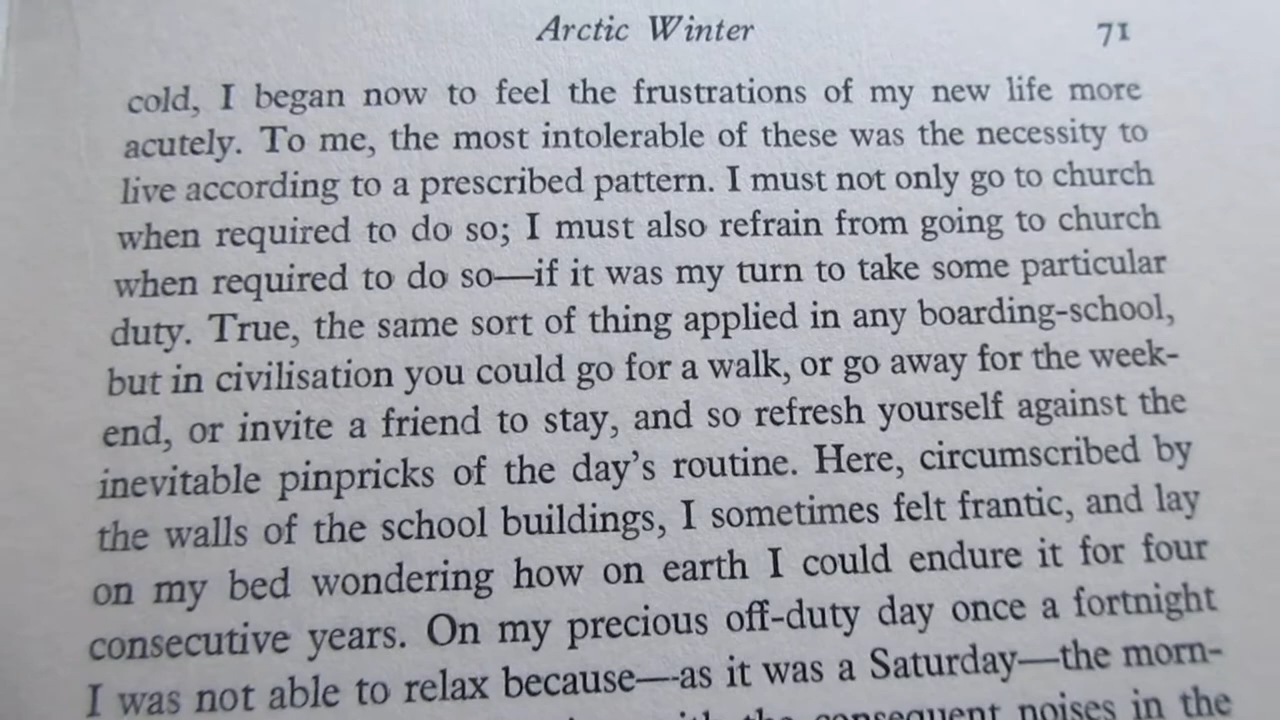 Arctic Winter 71
cold, I began now to feel the frustrations of my new life more
acutely. To me, the most intolerable of these was the necessity to
live according to a prescribed pattern. I must not only go to church
when required to do so; I must also refrain from going to church
when required to do so—if it was my turn to take some particular
duty. True, the same sort of thing applied in any boarding-school,
but in civilisation you could go for a walk, or go away for the week-
end, or invite a friend to stay, and so refresh yourself against the
inevitable pinpricks of the day's routine. Here, circumscribed by
the walls of the school buildings, I sometimes felt frantic, and lay
on my bed wondering how on earth I could endure it for four
consecutive years. On my precious off-duty day once a fortnight
I was not able to relax because—as it was a Saturday—the morn-
the consequent noises in the